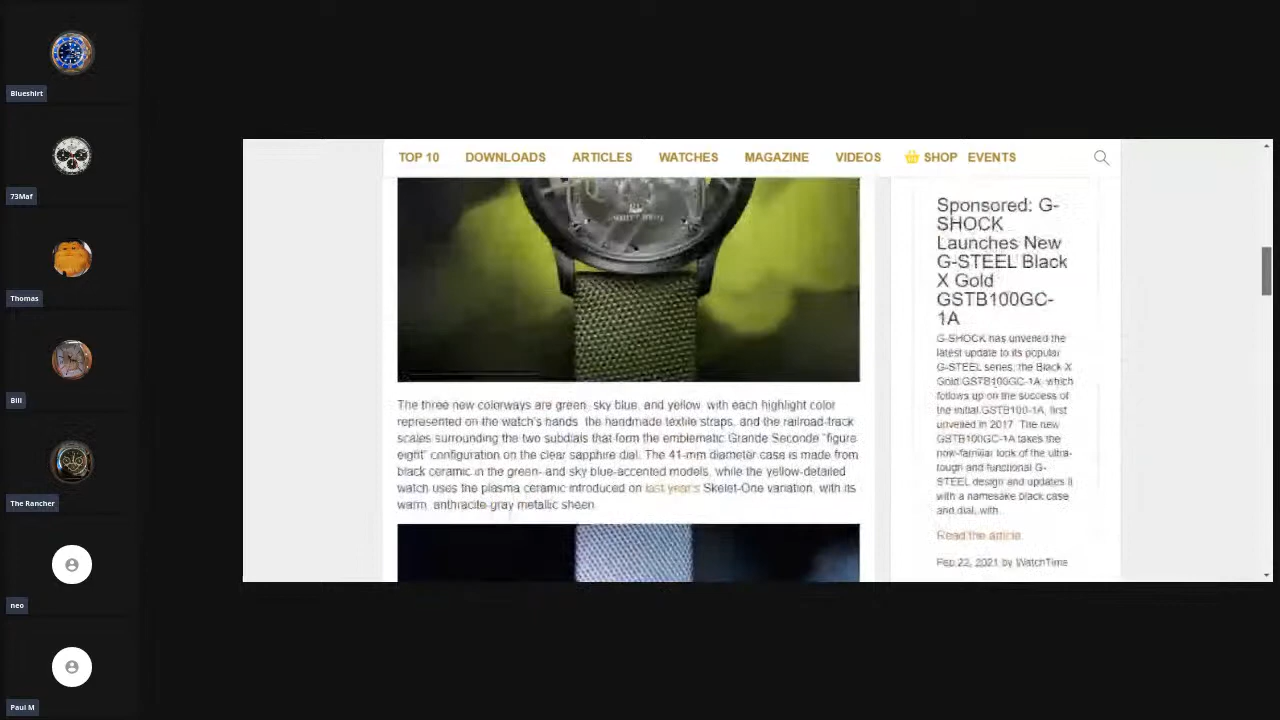 Blueshirt
73Maf
Thomas
Bill
The Rancher
neo
Paul M
TOP 10 DOWNLOADS ARTICLES WATCHES MAGAZINE VIDEOS SHOP EVENTS
The three new colorways are green, sky blue, and yellow, with each highlight color
represented on the watch's hands, the handmade textile straps, and the railroad-track
scales surrounding the two subdials that form the emblematic Grande Seconde "figure
eight" configuration on the clear sapphire dial. The 41-mm diameter case is made from
black ceramic in the green- and sky blue-accented models, while the yellow-detailed
watch uses the plasma ceramic introduced on last year's Skelet-One variation, with its
warm, anthracite-gray metallic sheen.
Sponsored: G-
SHOCK
Launches New
G-STEEL Black
X Gold
GSTB100GC-
1A
G-SHOCK has unveiled the
latest update to its popular
G-STEEL series, the Black X
Gold GSTB100GC-1A, which
follows up on the success of
the initial GSTB100-1A, first
unveiled in 2017. The new
GSTB100GC-1A takes the
now-familiar look of the ultra-
tough and functional G-
STEEL design and updates it
with a namesake black case
and dial, with
Read the article
Feb 22, 2021 by WatchTime